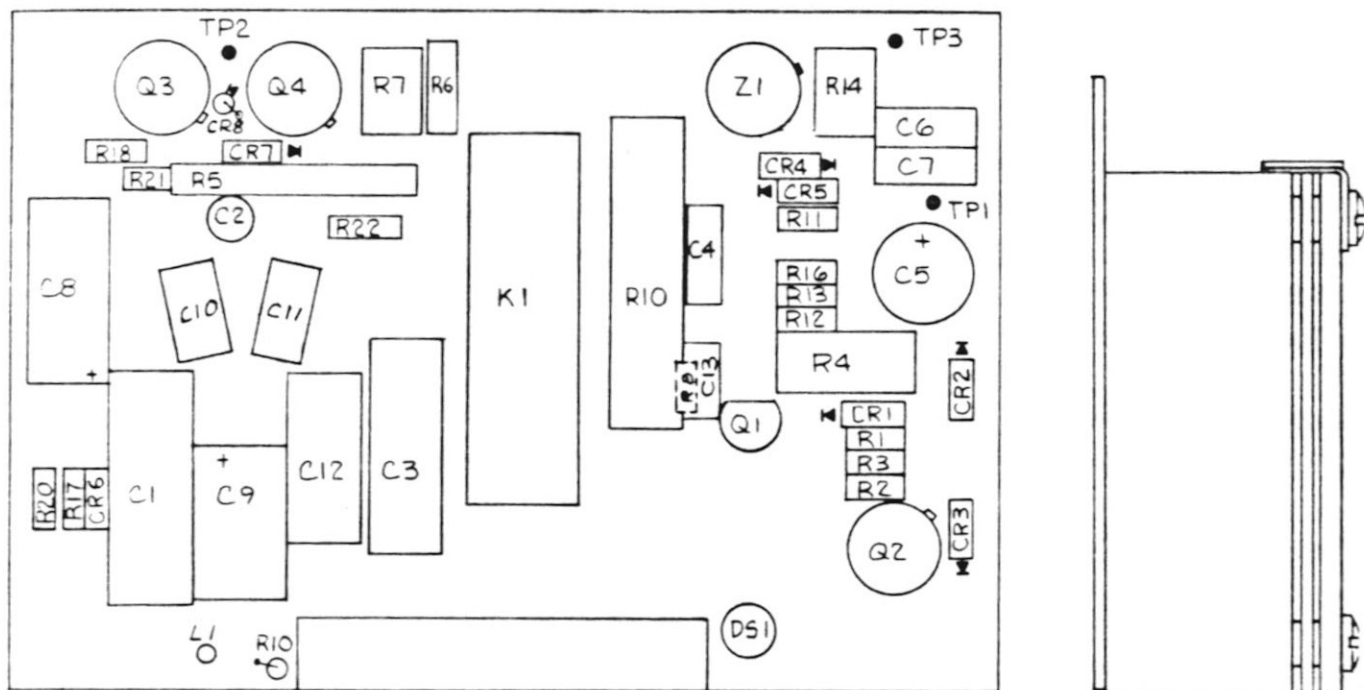 TP2
TP3
Q3
Q4
R7
R6
Z1
R14
CR8
C6
R18
CR7
C7
CR4
R21
R5
CR5
C2
R11
TP1
R22
C4
+
C8
C10
C11
K1
R10
R16
C5
R13
R12
R4
C13
CR2
+
CR1
Q1
R1
R3
+
R20
R17
CR6
C1
C9
C12
C3
R2
CR3
Q2
L1
R10
DS1